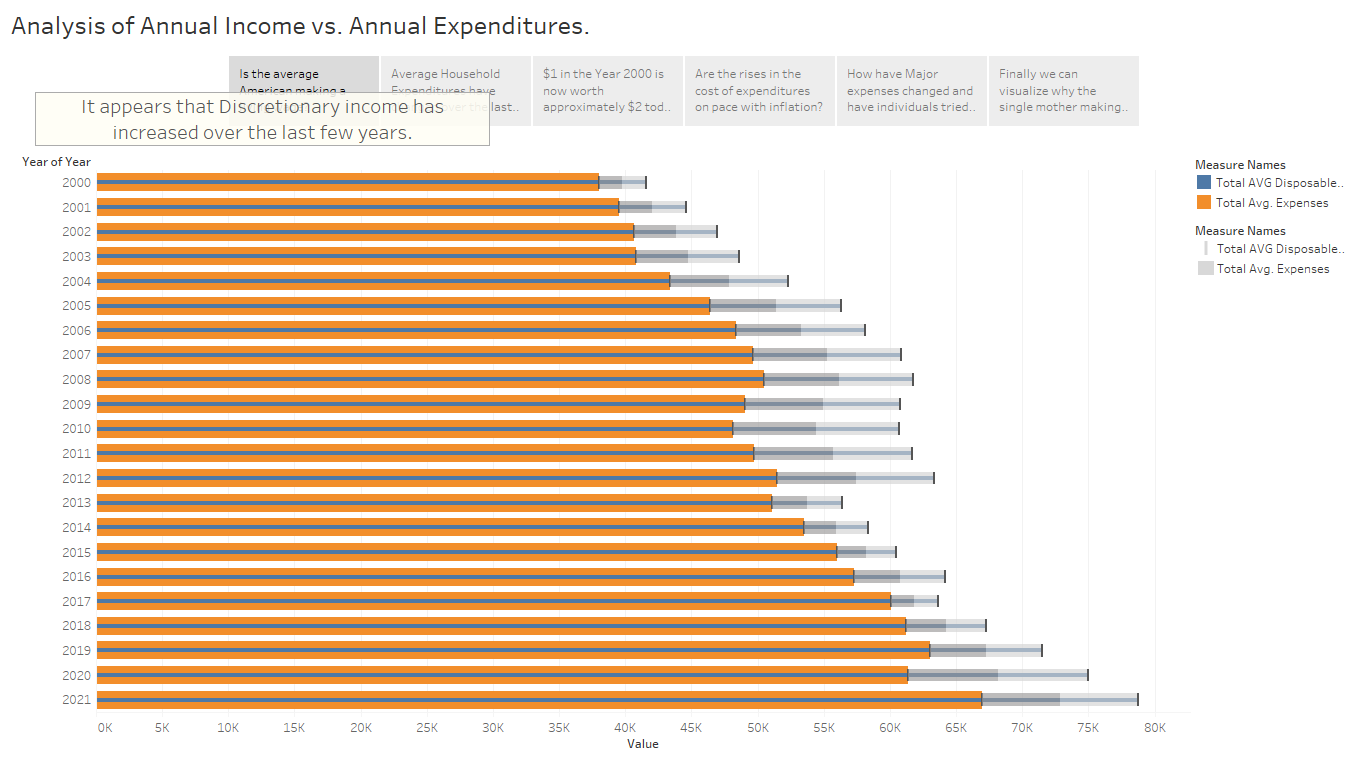 Analysis of Annual Income vs. Annual Expenditures.
Is the average
American making a
Average Household
Expenditures have
over the last..
$1 in the Year 2000 is
now worth
approximately $2 tod..
Are the rises in the
cost of expenditures
on pace with inflation?
How have Major
expenses changed and
have individuals tried..
Finally we can
visualize why the
single mother making..
It appears that Discretionary income has
increased over the last few years.
Year of Year
2000
2001
2002
2003
2004
2005
2006
2007
2008
2009
2010
2011
2012
2013
2014
2015
2016
2017
2018
2019
2020
2021
0K 5K 10K 15K 20K 25K 30K 35K 40K 45K 50K 55K 60K 65K 70K 75K 80K
Value
Measure Names
Total AVG Disposable..
Total Avg. Expenses
Measure Names
Total AVG Disposable..
Total Avg. Expenses